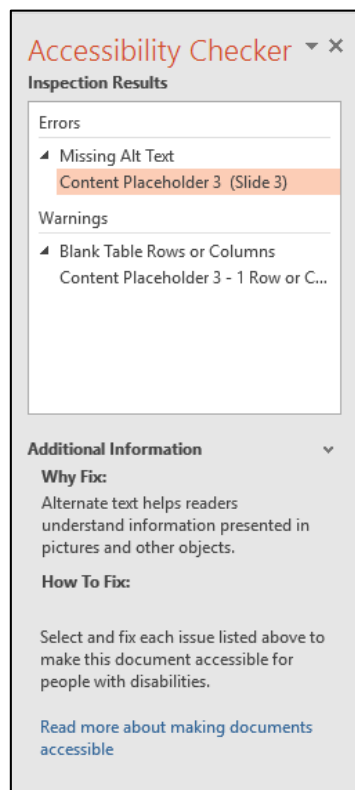 Accessibility Checker
Inspection Results
Errors
Missing Alt Text
Content Placeholder 3 (Slide 3)
Warnings
Blank Table Rows or Columns
Content Placeholder 3 - 1 Row or C...
Additional Information
Why Fix:
Alternate text helps readers
understand information presented in
pictures and other objects.
How To Fix:
Select and fix each issue listed above to
make this document accessible for
people with disabilities.
Read more about making documents
accessible